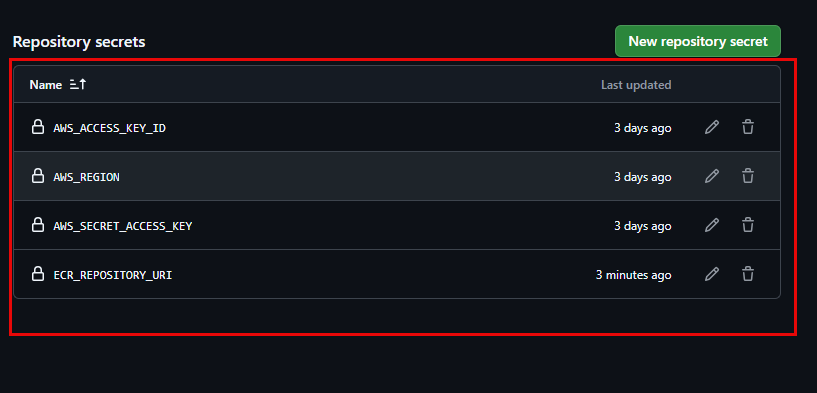 Repository secrets
New repository secret
Name
Last updated
AWS_ACCESS_KEY_ID
3 days ago
AWS_REGION
3 days ago
AWS_SECRET_ACCESS_KEY
3 days ago
ECR_REPOSITORY_URI
3 minutes ago